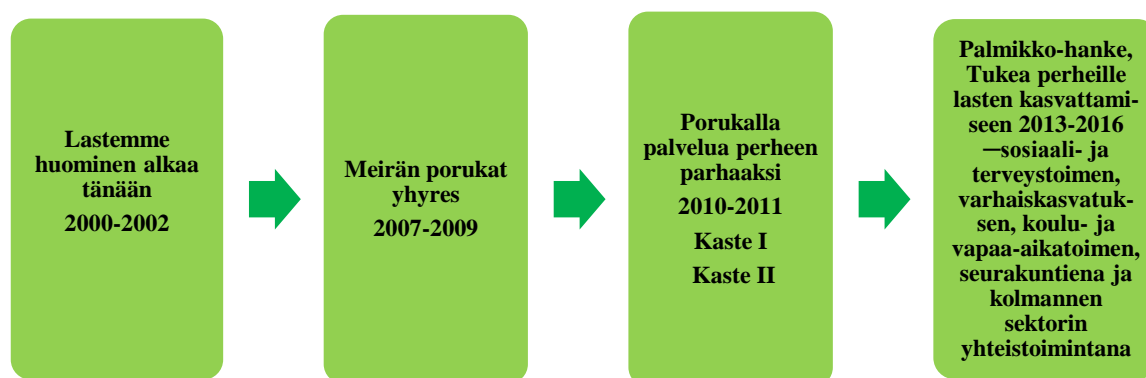 Lastemme
huominen alkaa
tänään
2000-2002
Meirän porukat
yhyres
2007-2009
Porukalla
palvelua perheen
parhaaksi
2010-2011
Kaste I
Kaste II
Palmikko-hanke,
Tukea perheille
lasten kasvattami-
seen 2013-2016
—sosiaali- ja
terveystoimen,
varhaiskasvatuk-
sen, koulu- ja
vapaa-aikatoimen,
seurakuntiena ja
kolmannen
sektorin
yhteistoimintana